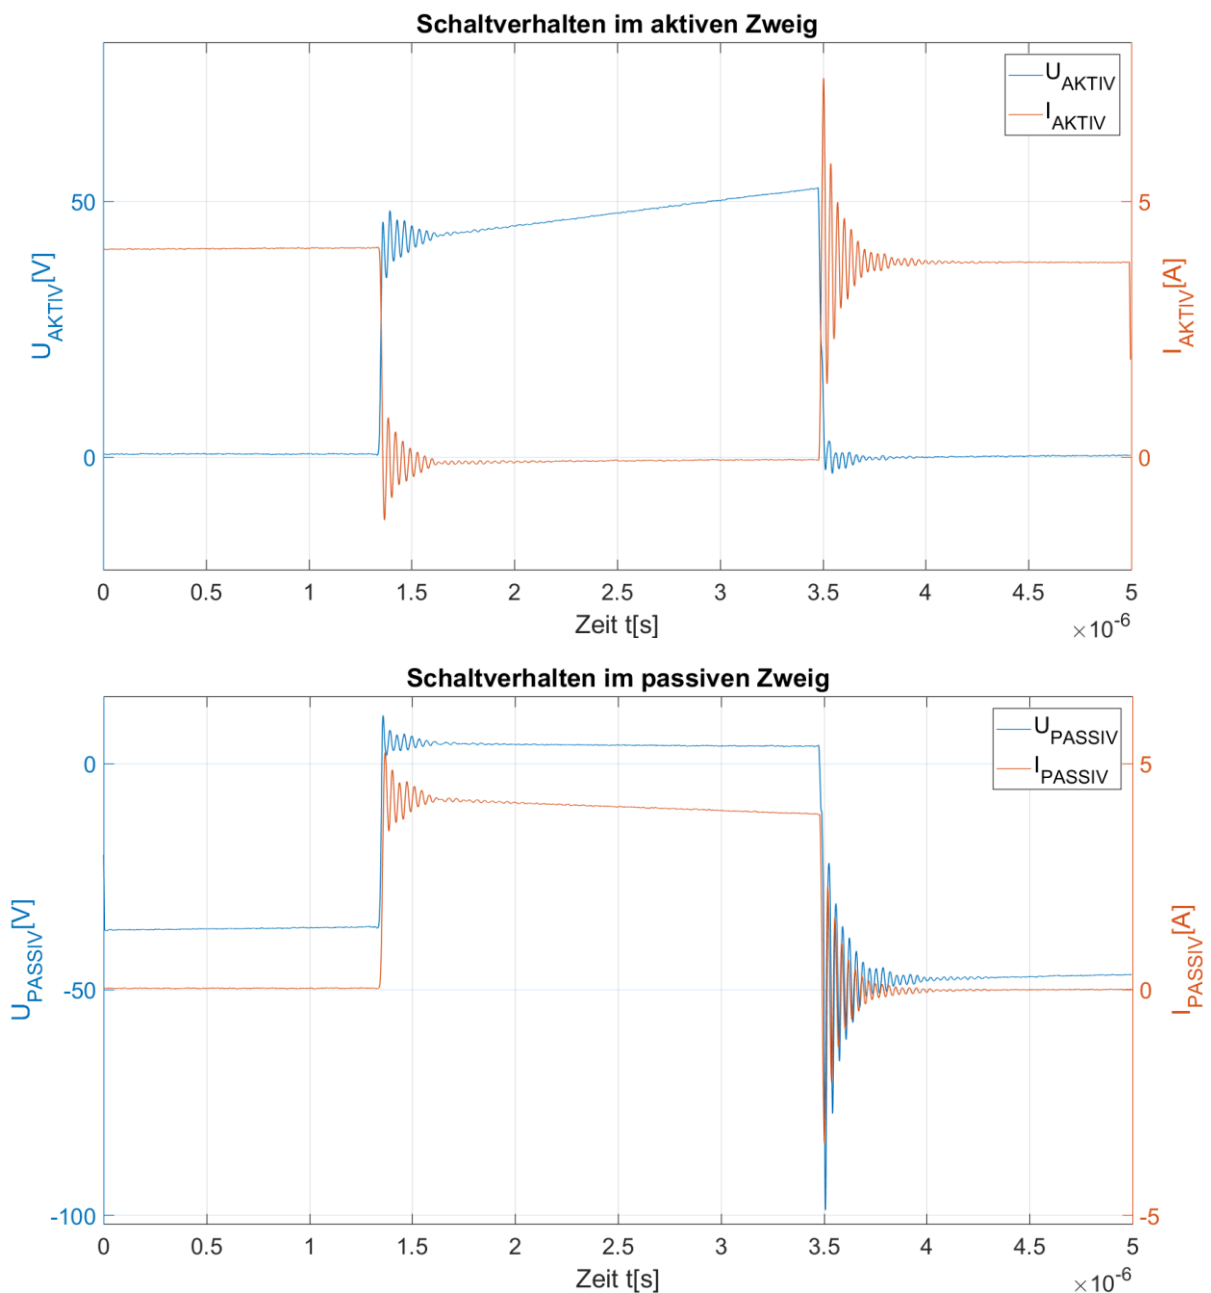 Schaltverhalten im aktiven Zweig
U_AKTIV
I_AKTIV
50
0
5
0
U_AKTIV[V]
I_AKTIV[A]
0 0.5 1 1.5 2 2.5 3 3.5 4 4.5 5
Zeit t[s]
×10^-6
Schaltverhalten im passiven Zweig
U_PASSIV
I_PASSIV
0
-50
-100
5
0
-5
U_PASSIV[V]
I_PASSIV[A]
0 0.5 1 1.5 2 2.5 3 3.5 4 4.5 5
Zeit t[s]
×10^-6